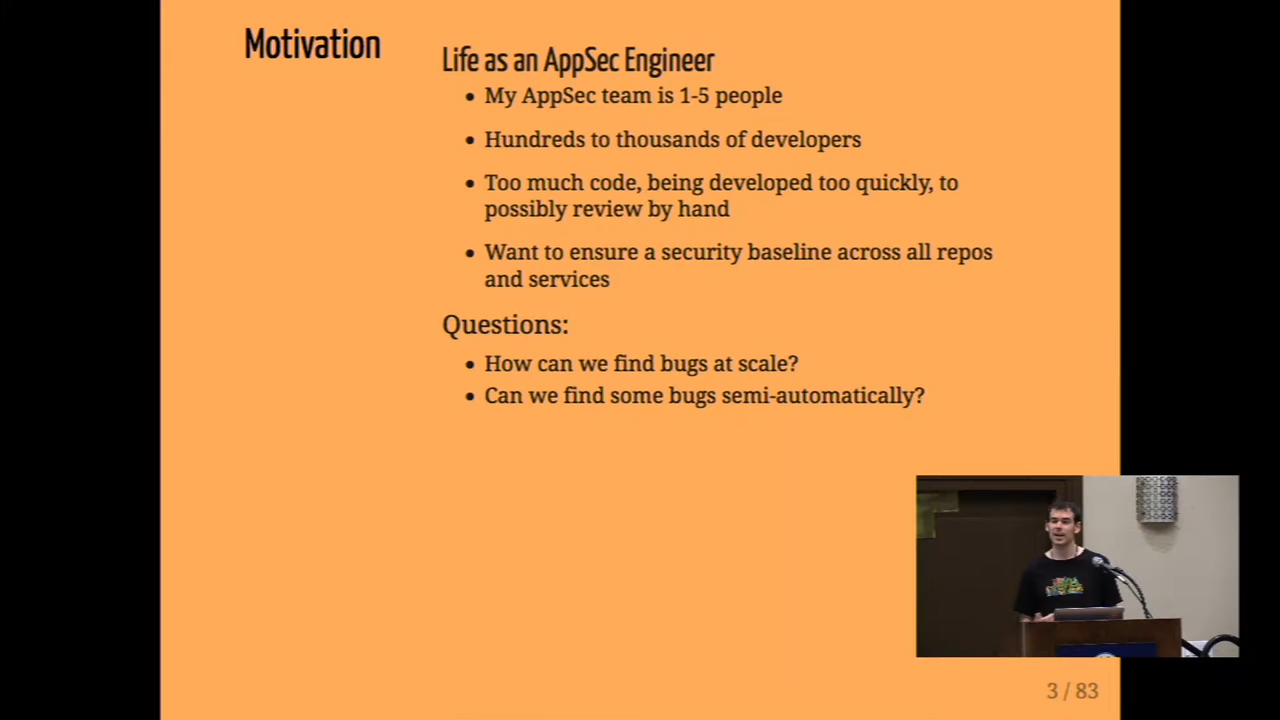 Motivation
Life as an AppSec Engineer
• My AppSec team is 1-5 people
• Hundreds to thousands of developers
• Too much code, being developed too quickly, to
possibly review by hand
• Want to ensure a security baseline across all repos
and services
Questions:
• How can we find bugs at scale?
• Can we find some bugs semi-automatically?
3 / 83